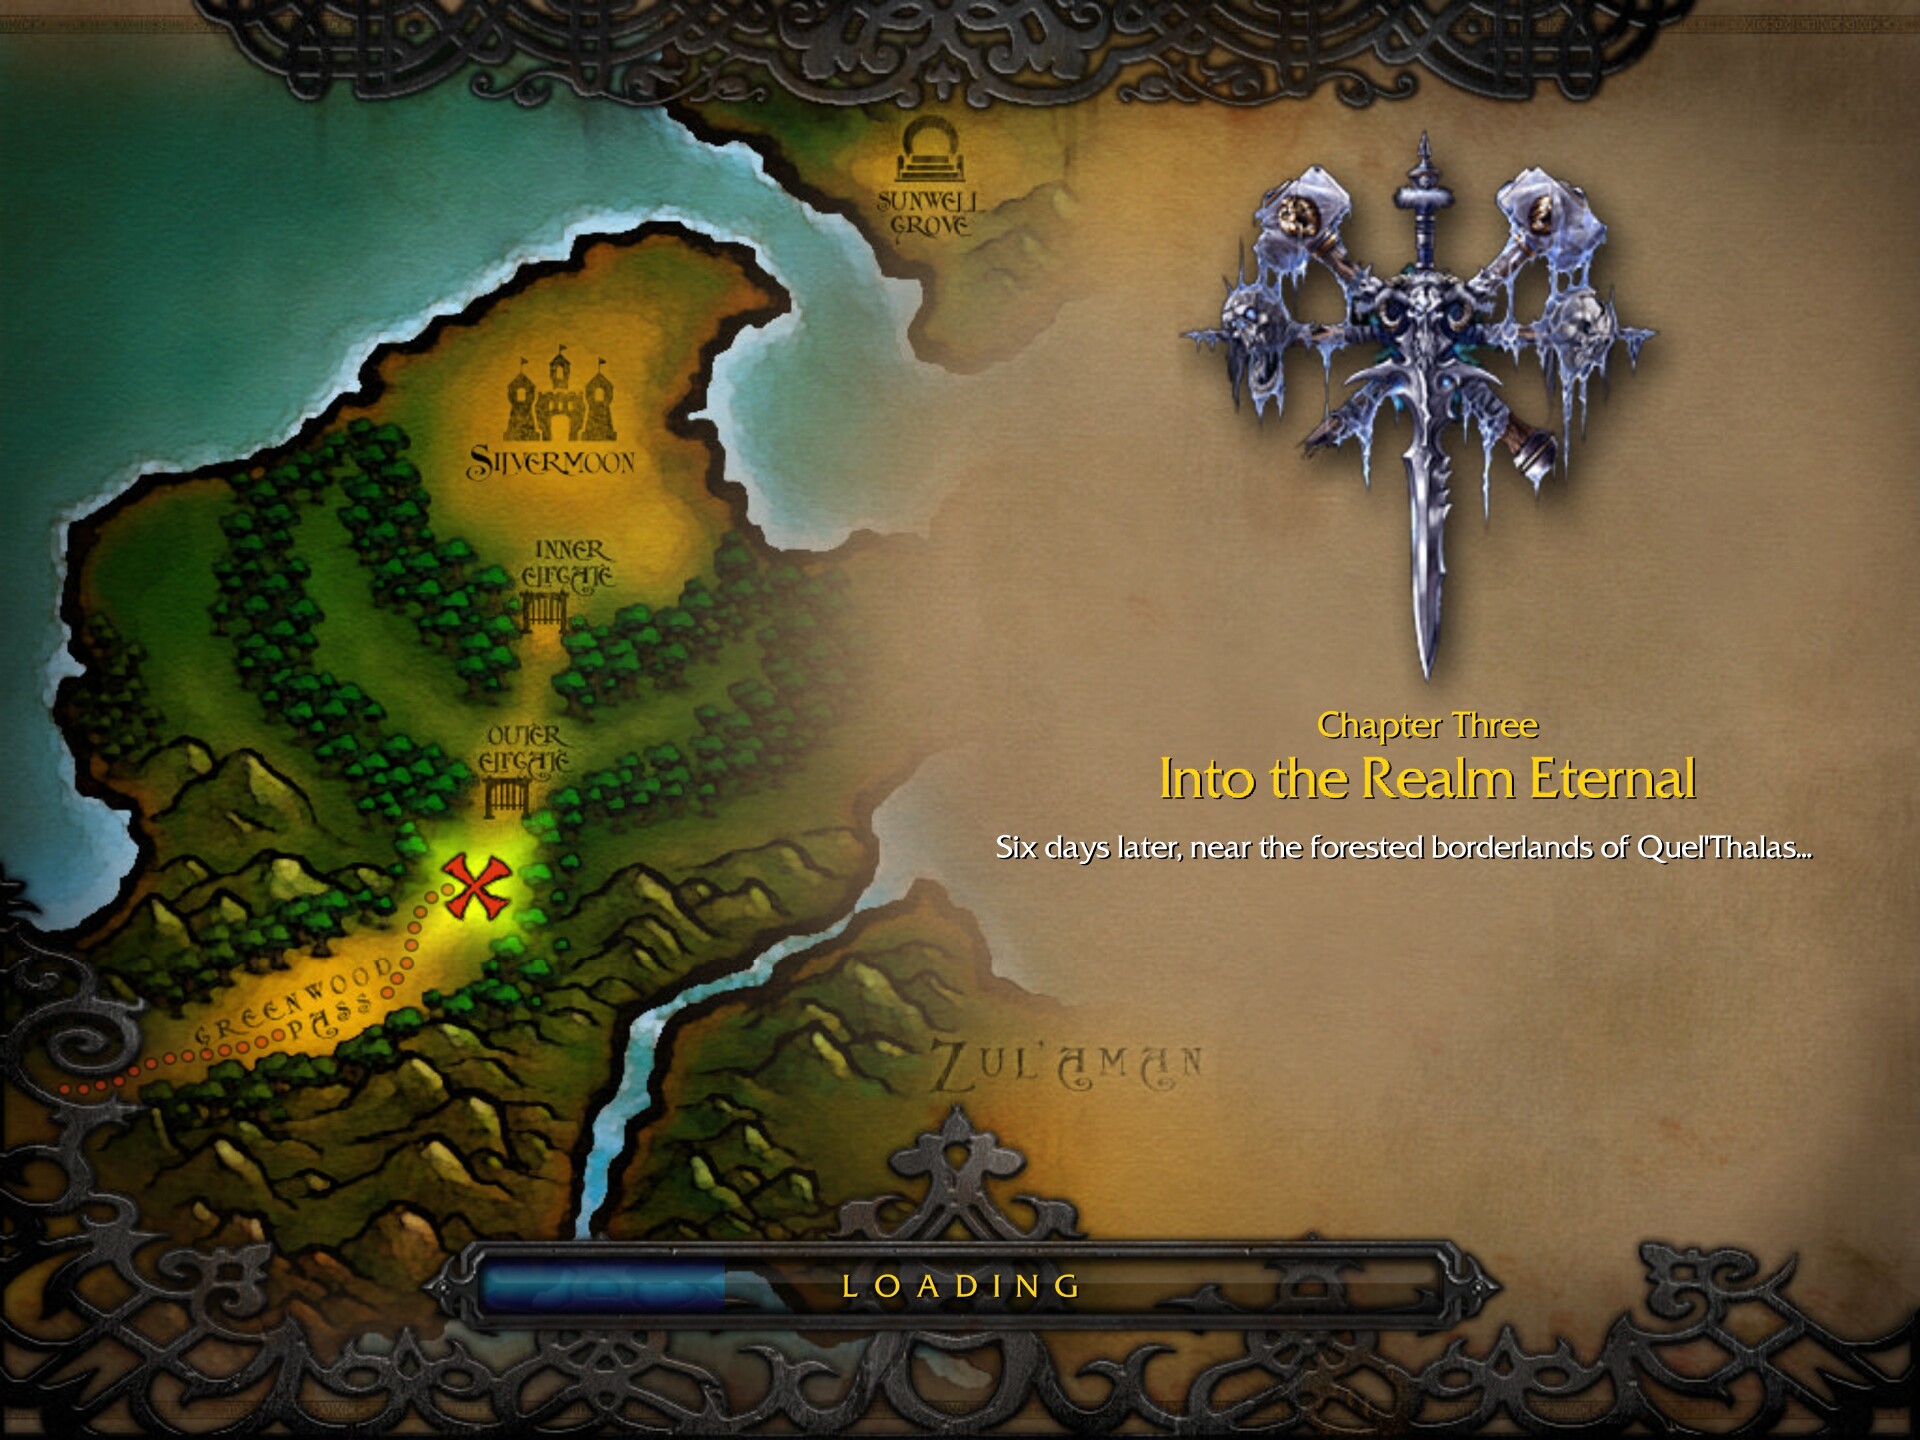 SUNWELL
GROVE
SILVERMOON
INNER
ELFGATE
OUTER
ELFGATE
GREENWOOD
PASS
ZUL'AMAN
Chapter Three
Into the Realm Eternal
Six days later, near the forested borderlands of Quel'Thalas...
LOADING